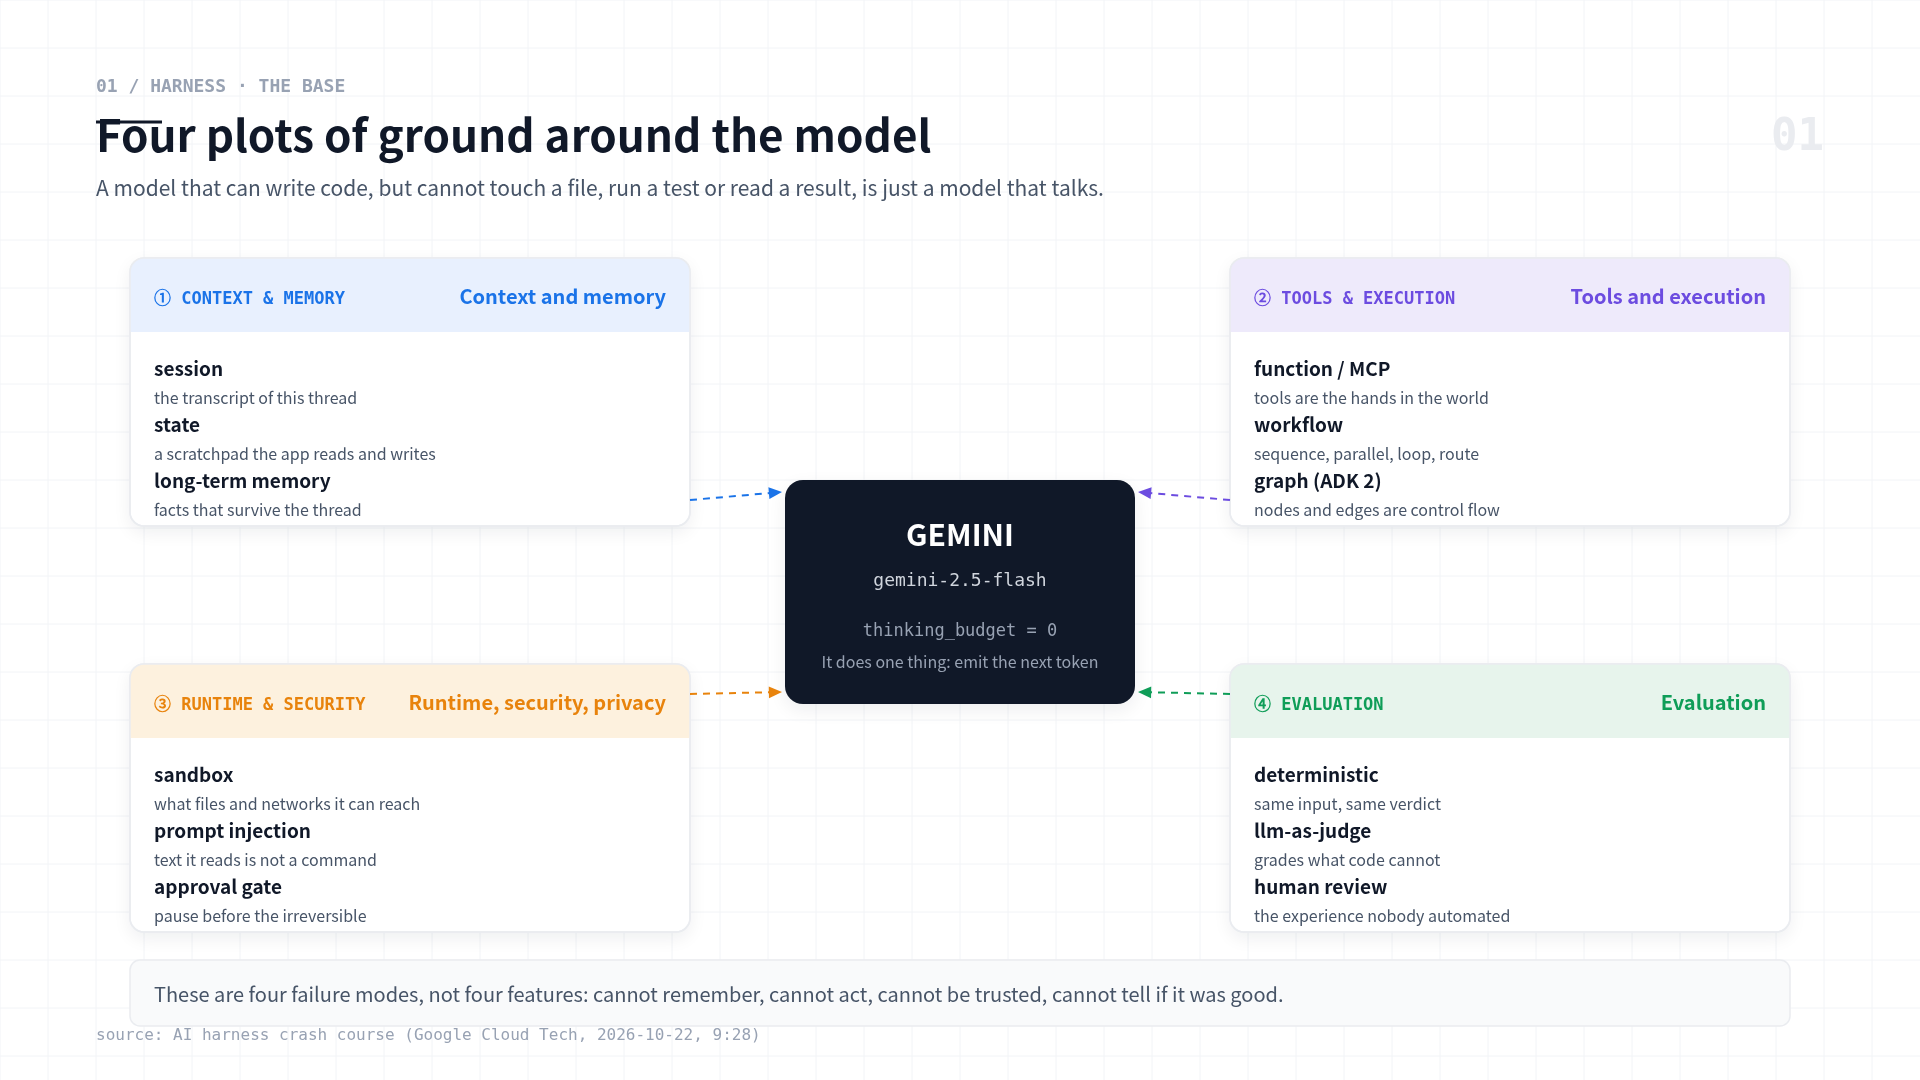 01 / HARNESS · THE BASE
Four plots of ground around the model
01
A model that can write code, but cannot touch a file, run a test or read a result, is just a model that talks.
① CONTEXT & MEMORY Context and memory
session
the transcript of this thread
state
a scratchpad the app reads and writes
long-term memory
facts that survive the thread
② TOOLS & EXECUTION Tools and execution
function / MCP
tools are the hands in the world
workflow
sequence, parallel, loop, route
graph (ADK 2)
nodes and edges are control flow
GEMINI
gemini-2.5-flash
thinking_budget = 0
It does one thing: emit the next token
③ RUNTIME & SECURITY Runtime, security, privacy
sandbox
what files and networks it can reach
prompt injection
text it reads is not a command
approval gate
pause before the irreversible
④ EVALUATION Evaluation
deterministic
same input, same verdict
llm-as-judge
grades what code cannot
human review
the experience nobody automated
These are four failure modes, not four features: cannot remember, cannot act, cannot be trusted, cannot tell if it was good.
source: AI harness crash course (Google Cloud Tech, 2026-10-22, 9:28)